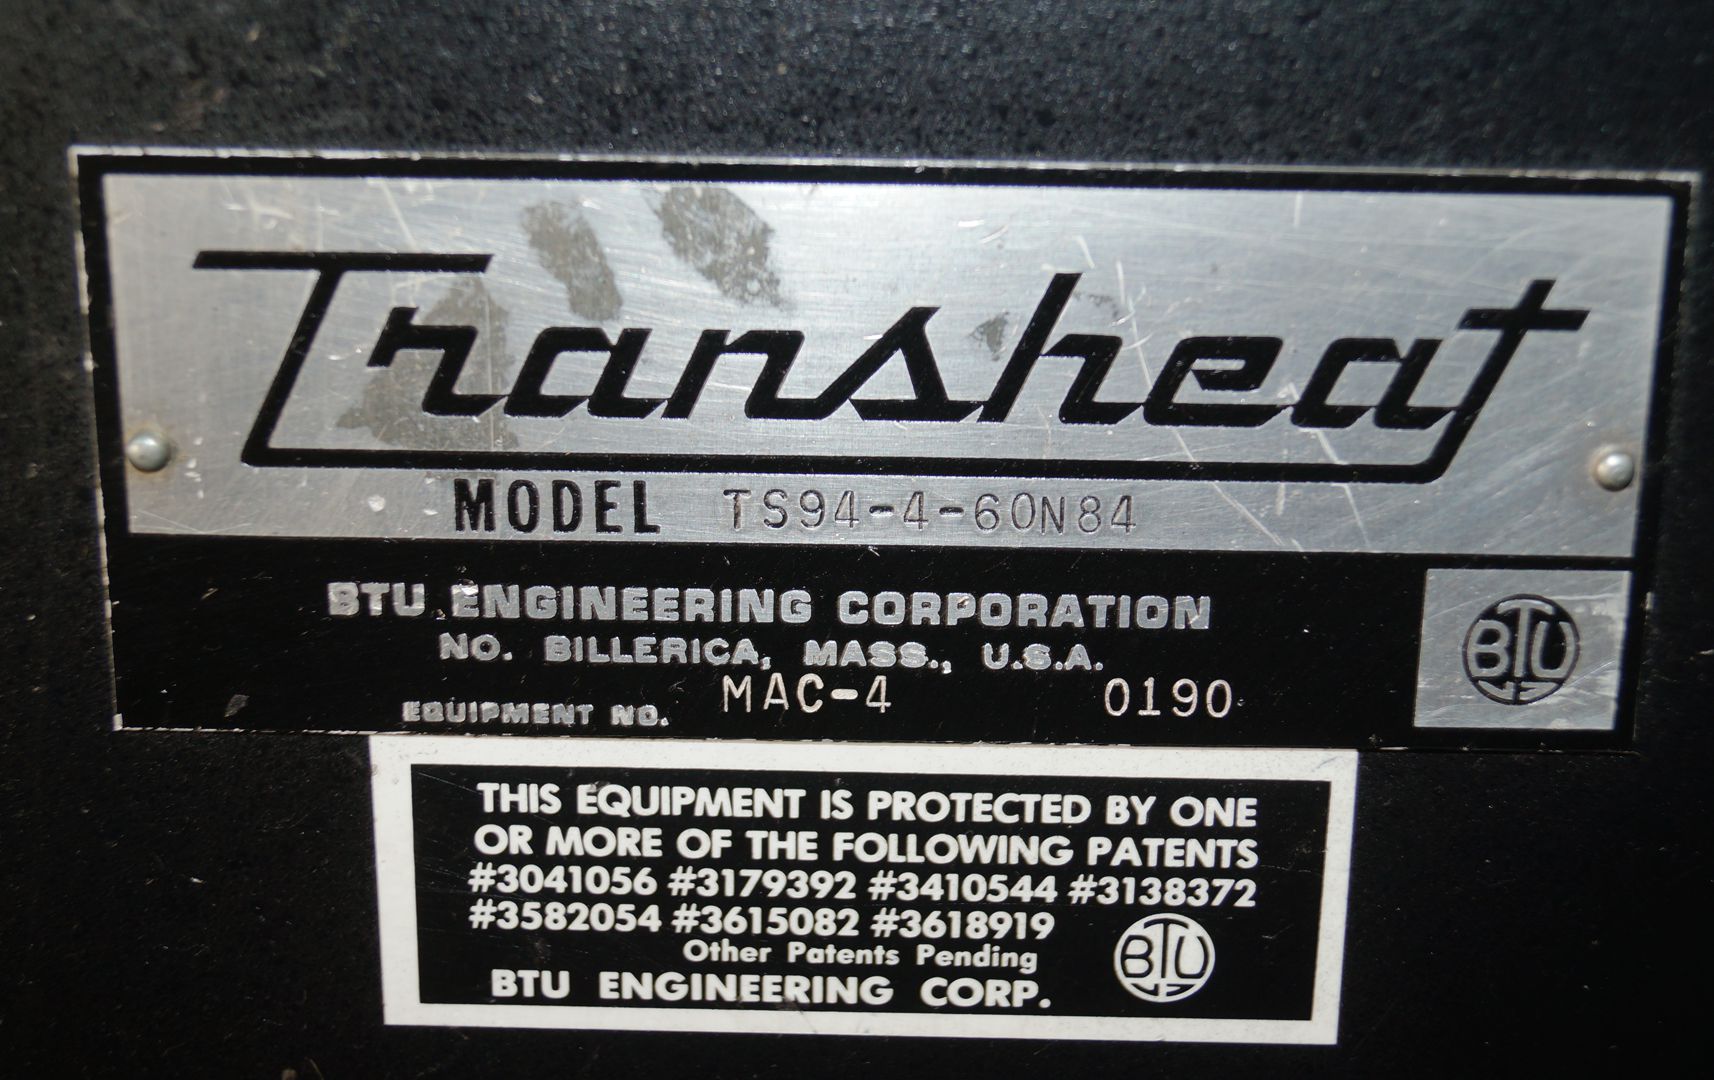 Transheat
MODEL TS94-4-60N84
BTU ENGINEERING CORPORATION
NO. BILLERICA, MASS., U.S.A.
EQUIPMENT NO. MAC-4 0190
BTU
THIS EQUIPMENT IS PROTECTED BY ONE
OR MORE OF THE FOLLOWING PATENTS
#3041056 #3179392 #3410544 #3138372
#3582054 #3615082 #3618919
Other Patents Pending
BTU ENGINEERING CORP.
BTU